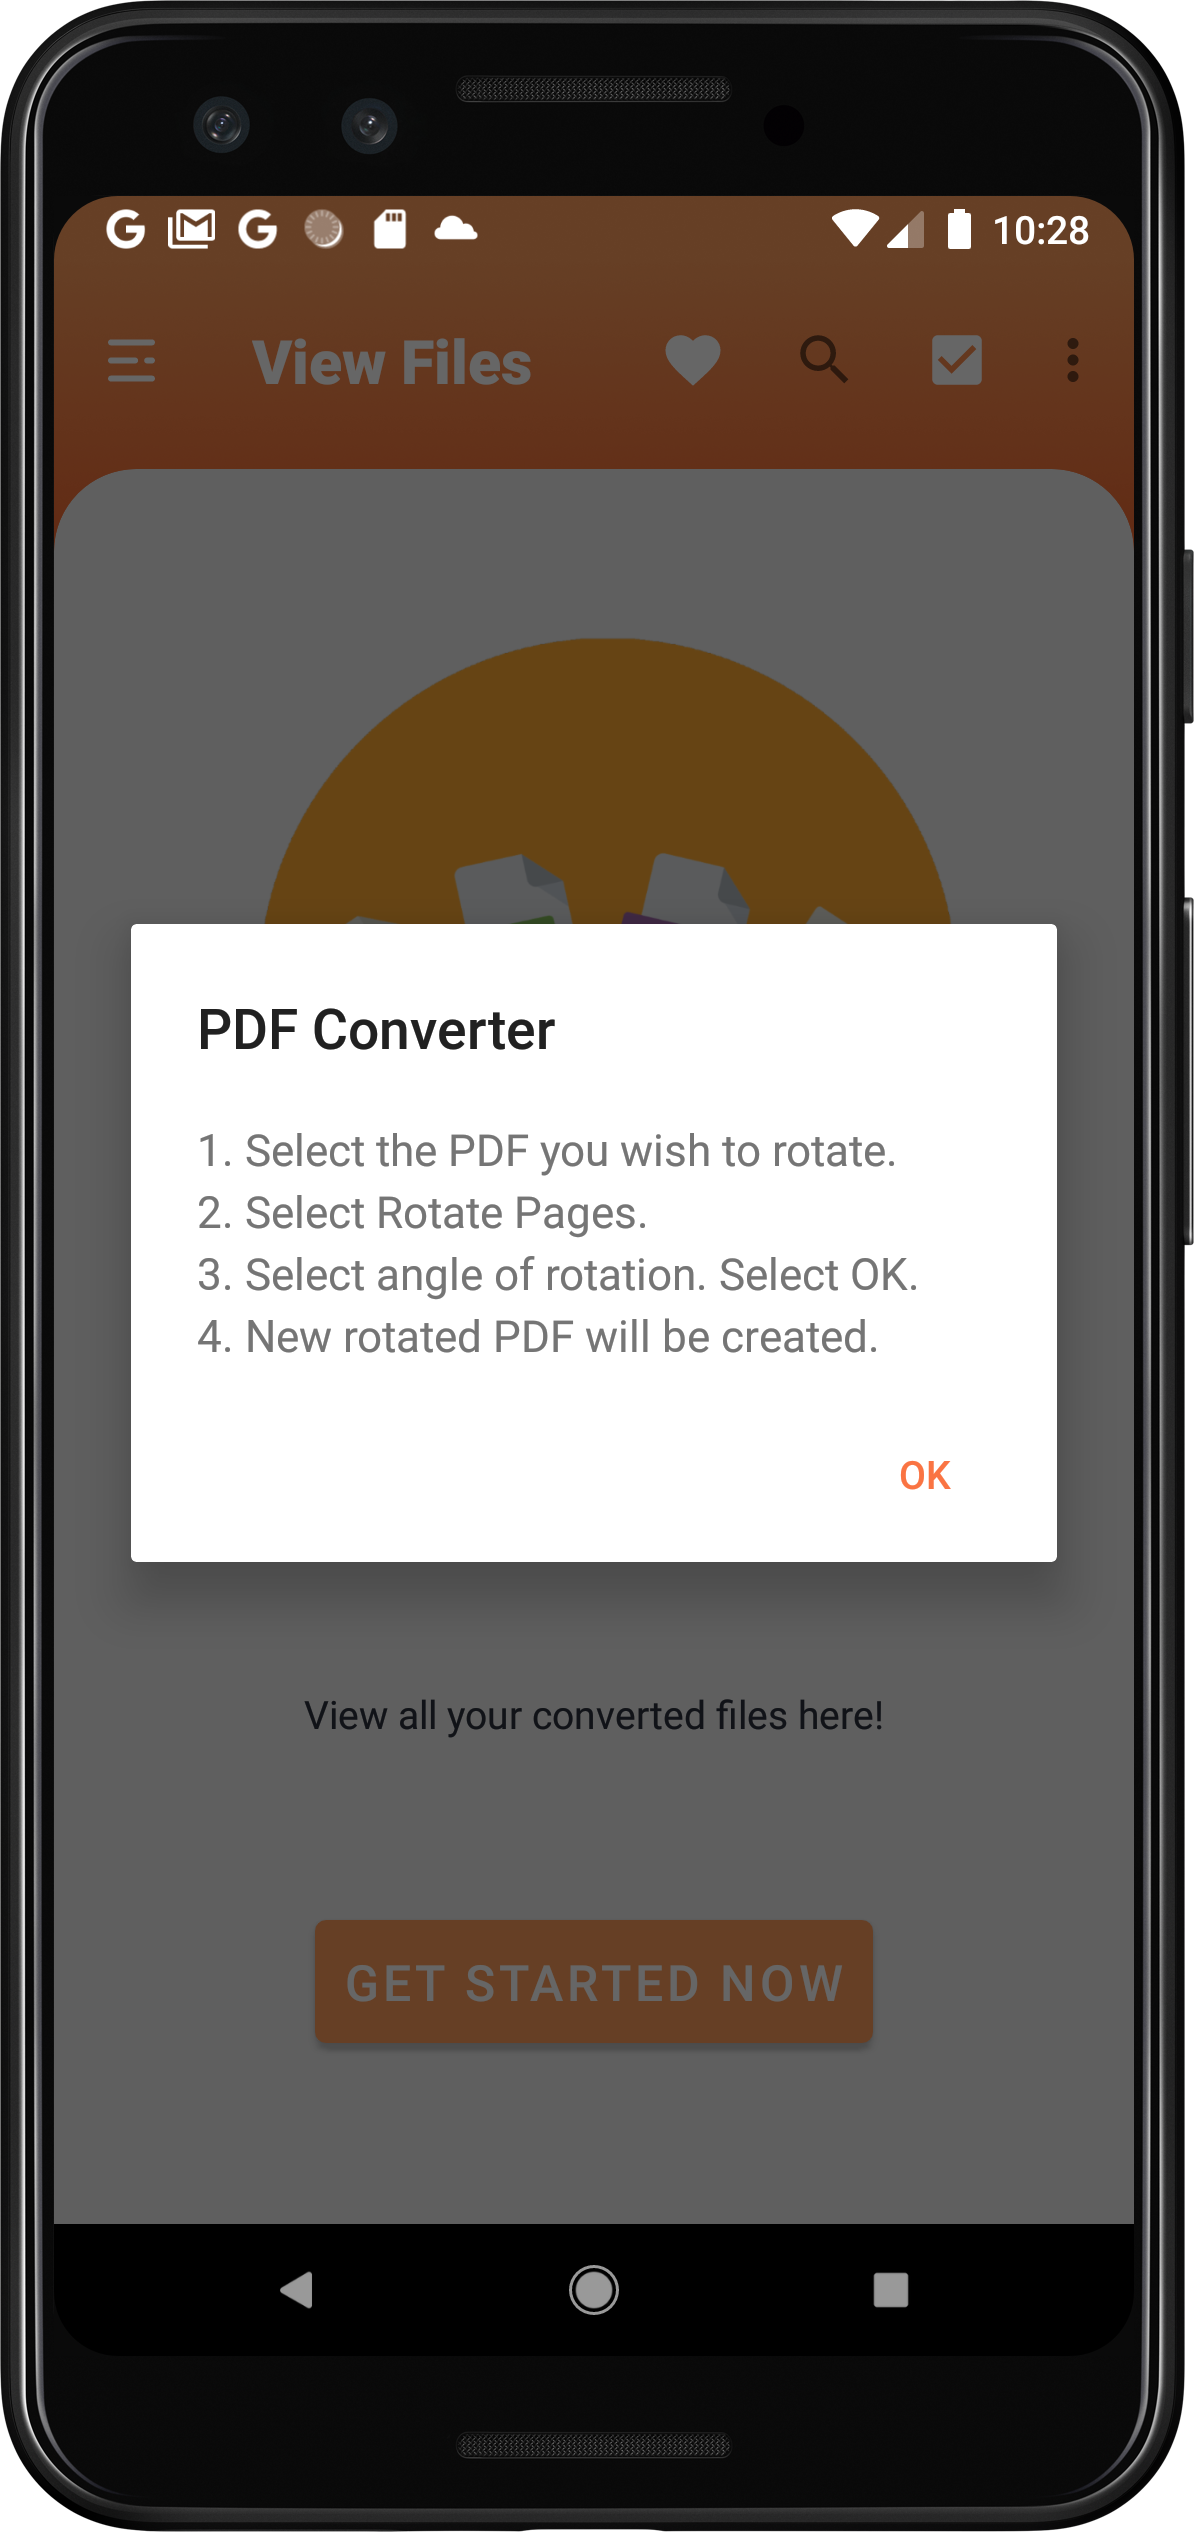 10:28
View Files
PDF Converter
1. Select the PDF you wish to rotate.
2. Select Rotate Pages.
3. Select angle of rotation. Select OK.
4. New rotated PDF will be created.
OK
View all your converted files here!
GET STARTED NOW